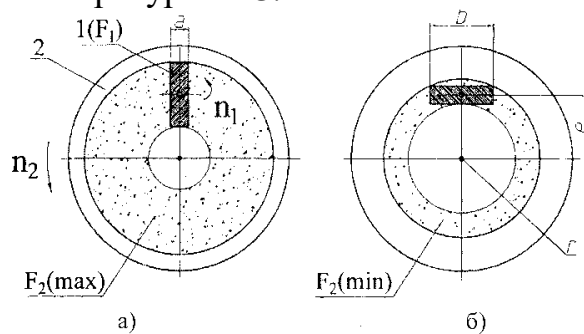 2
1(F₁)
a
n₁
n₂
F₂(max)
а)
b
F₂(min)
б)